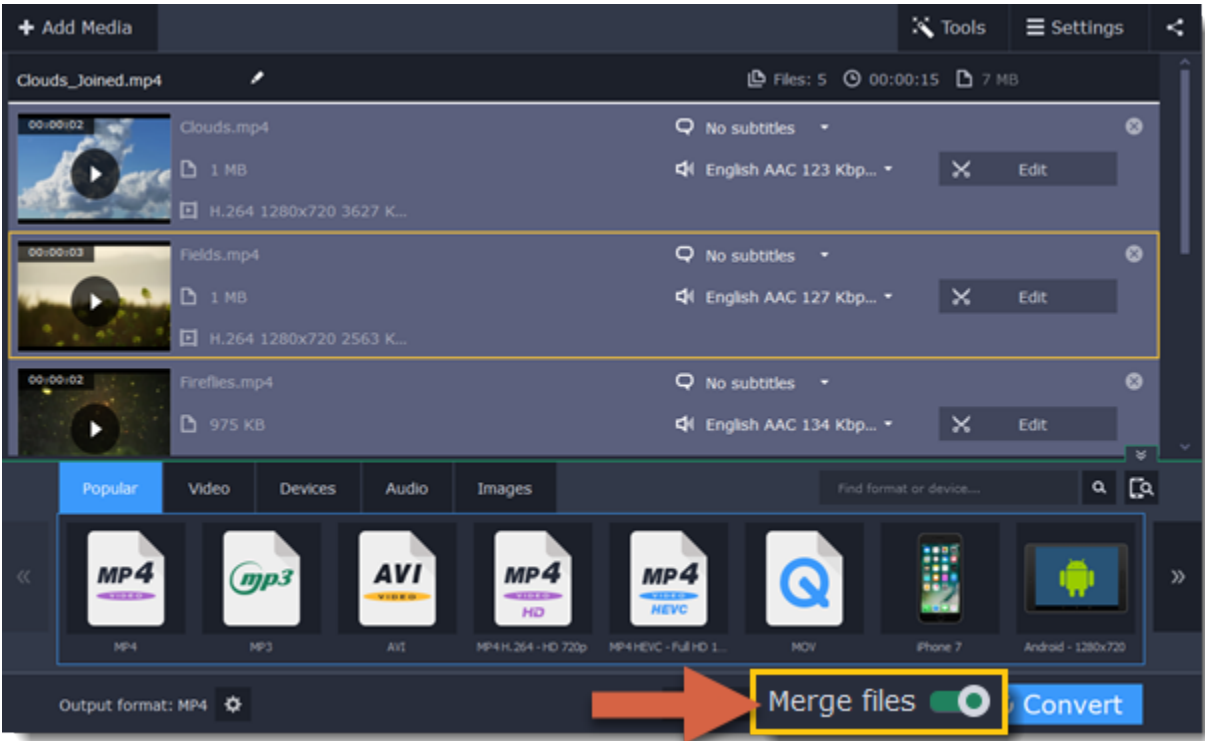 Add Media
Tools
Settings
Clouds_Joined.mp4
Files: 5
00:00:15
7 MB
00:00:02
Clouds.mp4
No subtitles
1 MB
English AAC 123 Kbp...
Edit
H.264 1280x720 3627 K...
00:00:03
Fields.mp4
No subtitles
1 MB
English AAC 127 Kbp...
Edit
H.264 1280x720 2563 K...
00:00:02
Fireflies.mp4
No subtitles
975 KB
English AAC 134 Kbp...
Edit
Popular
Video
Devices
Audio
Images
Find format or device....
MP4
VIDEO
mp3
AVI
VIDEO
MP4
VIDEO
HD
MP4
VIDEO
HEVC
MP4
MP3
AVI
MP4 H.264 - HD 720p
MP4 HEVC - Full HD 1...
MOV
iPhone 7
Android - 1280x720
Output format: MP4
Merge files
Convert